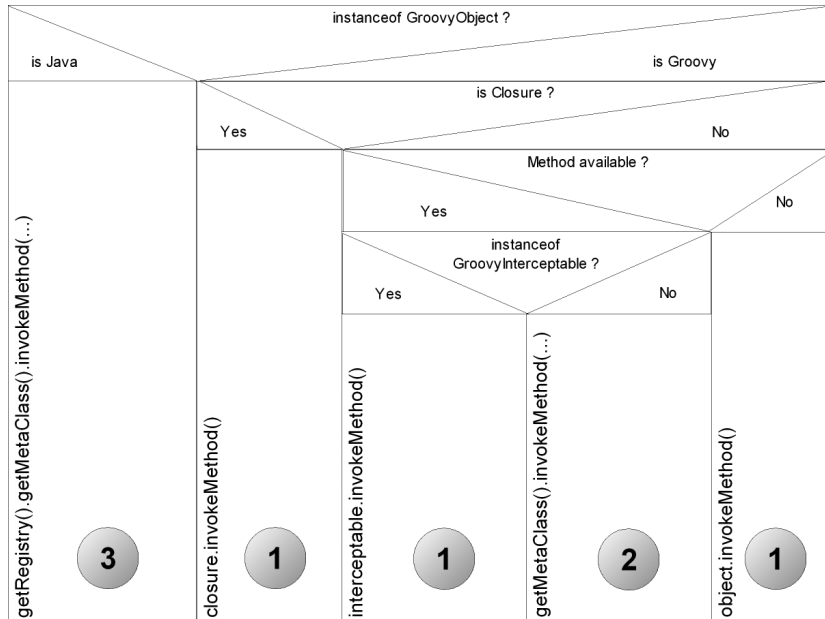 instanceof GroovyObject ?
is Java
is Groovy
is Closure ?
Yes
No
Method available ?
Yes
No
instanceof
GroovyInterceptable ?
Yes
No
getRegistry().getMetaClass().invokeMethod(...)
closure.invokeMethod()
interceptable.invokeMethod()
getMetaClass().invokeMethod(...)
object.invokeMethod()
3
1
1
2
1